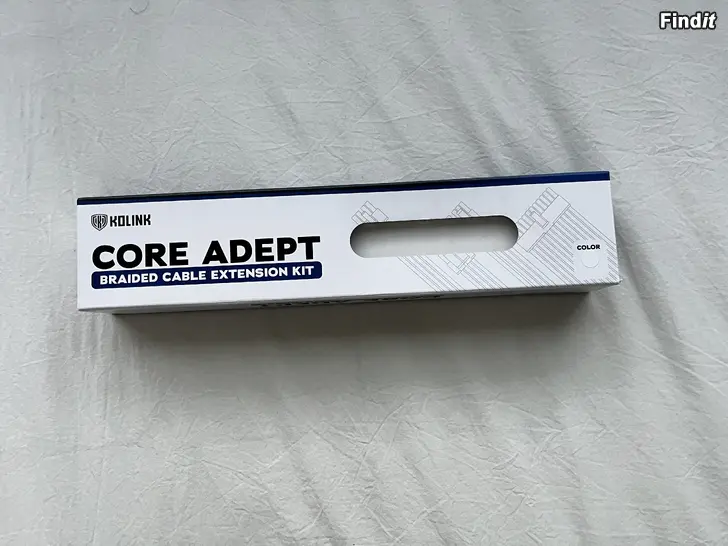 Findit
KOLINK
CORE ADEPT
BRAIDED CABLE EXTENSION KIT
COLOR